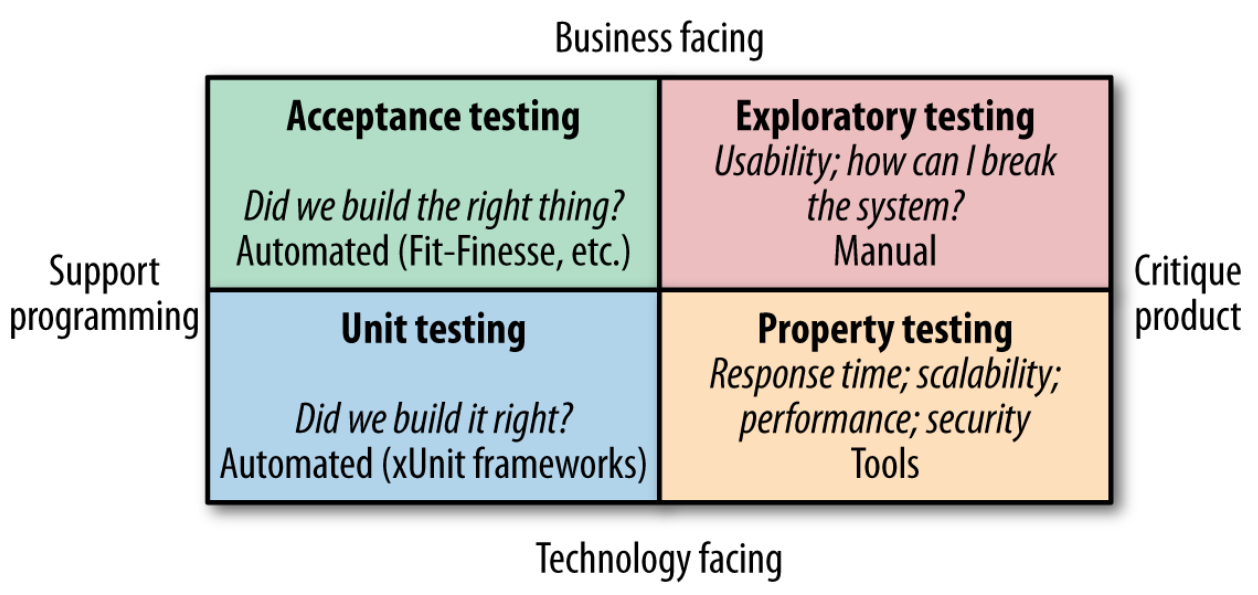 Business facing
Acceptance testing
Did we build the right thing?
Automated (Fit-Finesse, etc.)
Exploratory testing
Usability; how can I break
the system?
Manual
Support
programming
Critique
product
Unit testing
Did we build it right?
Automated (xUnit frameworks)
Property testing
Response time; scalability;
performance; security
Tools
Technology facing